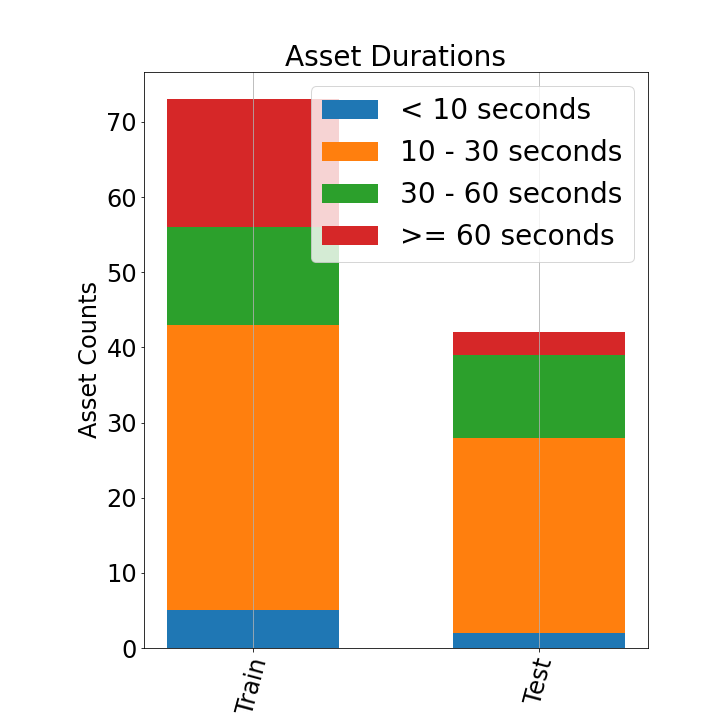 Asset Durations
< 10 seconds
10 - 30 seconds
30 - 60 seconds
>= 60 seconds
Asset Counts
70
60
50
40
30
20
10
0
Train
Test